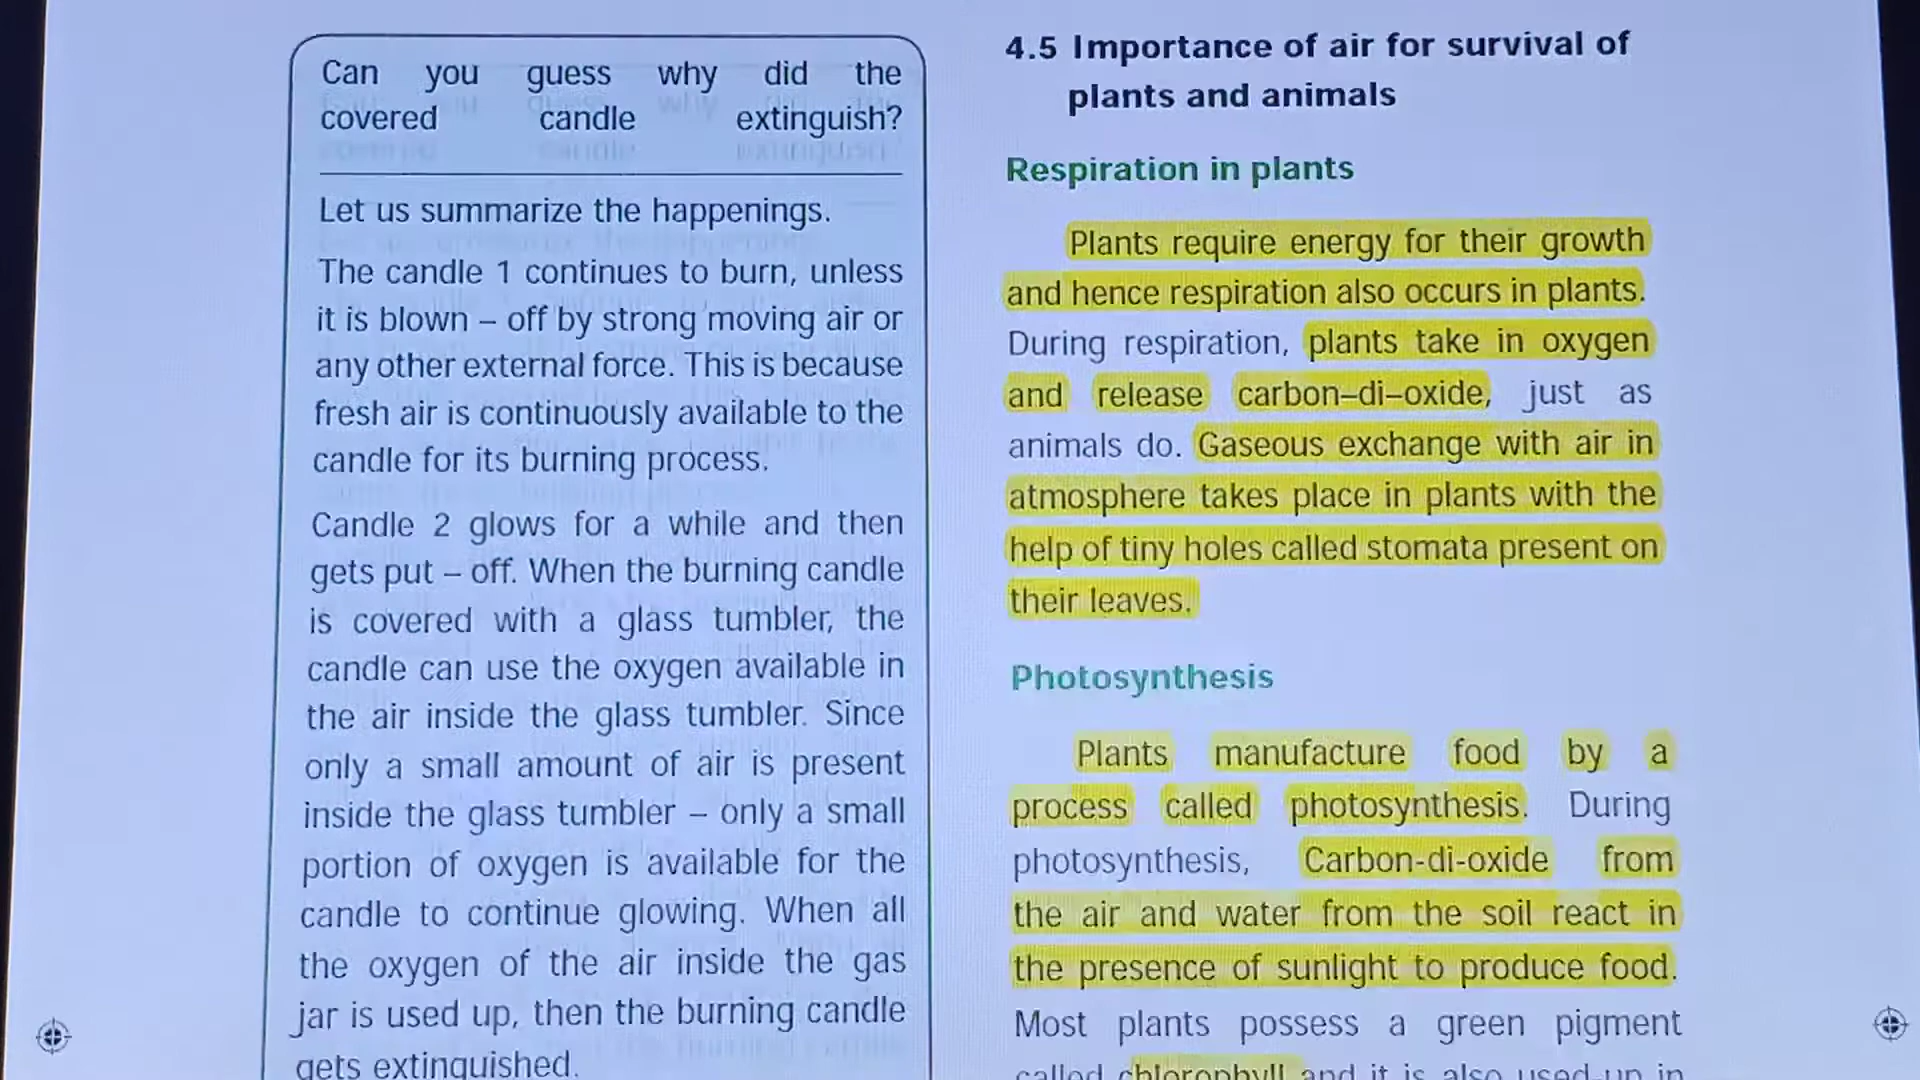 Can you guess why did the
covered candle extinguish?
Let us summarize the happenings.
The candle 1 continues to burn, unless
it is blown – off by strong moving air or
any other external force. This is because
fresh air is continuously available to the
candle for its burning process.
Candle 2 glows for a while and then
gets put – off. When the burning candle
is covered with a glass tumbler, the
candle can use the oxygen available in
the air inside the glass tumbler. Since
only a small amount of air is present
inside the glass tumbler – only a small
portion of oxygen is available for the
candle to continue glowing. When all
the oxygen of the air inside the gas
jar is used up, then the burning candle
gets extinguished.
4.5 Importance of air for survival of
plants and animals
Respiration in plants
Plants require energy for their growth
and hence respiration also occurs in plants.
During respiration, plants take in oxygen
and release carbon–di–oxide, just as
animals do. Gaseous exchange with air in
atmosphere takes place in plants with the
help of tiny holes called stomata present on
their leaves.
Photosynthesis
Plants manufacture food by a
process called photosynthesis. During
photosynthesis, Carbon-di-oxide from
the air and water from the soil react in
the presence of sunlight to produce food.
Most plants possess a green pigment
called chlorophyll and it is also used up in